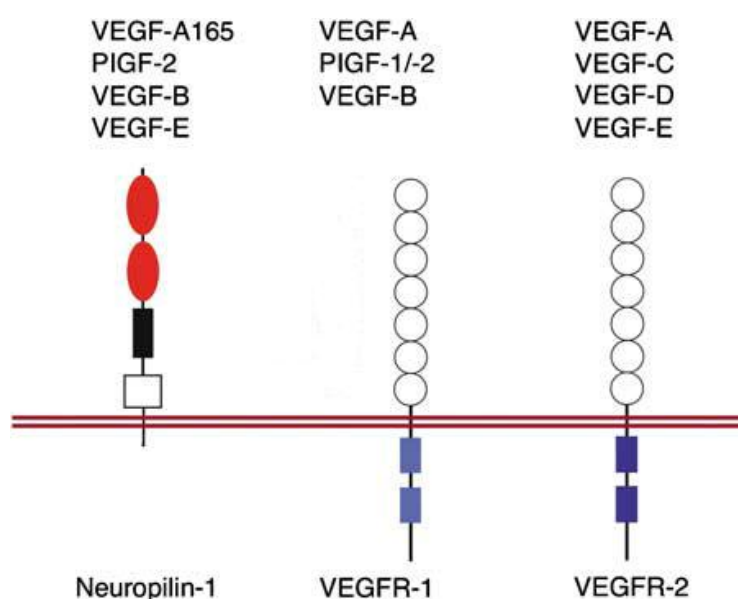 VEGF-A165
PIGF-2
VEGF-B
VEGF-E
VEGF-A
PIGF-1/-2
VEGF-B
VEGF-A
VEGF-C
VEGF-D
VEGF-E
Neuropilin-1
VEGFR-1
VEGFR-2